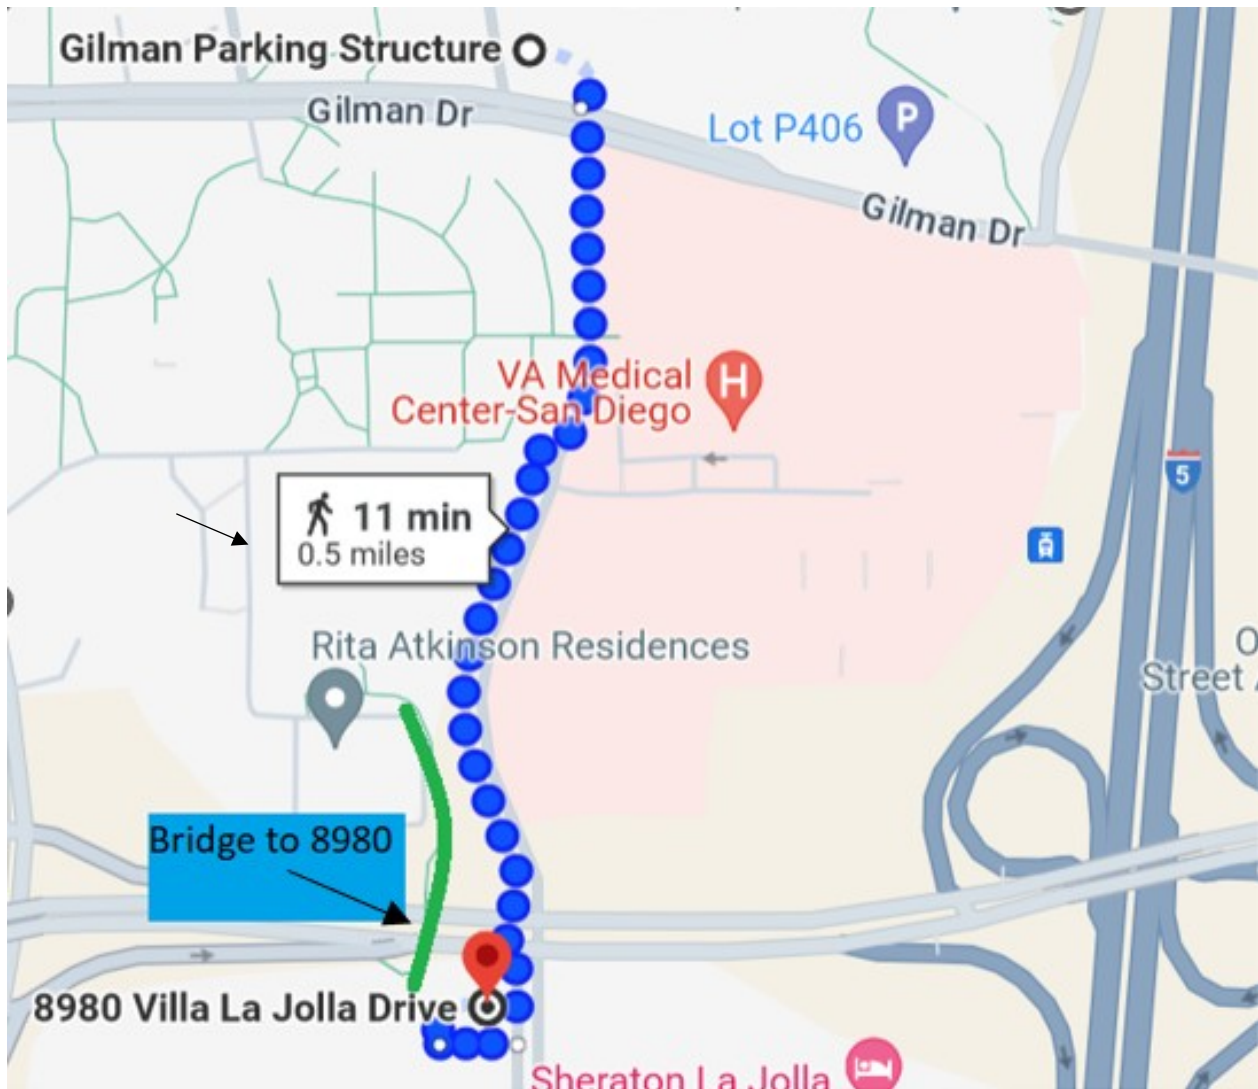 Gilman Parking Structure
Gilman Dr
Lot P406
P
Gilman Dr
VA Medical
Center-San Diego
H
5
11 min
0.5 miles
Rita Atkinson Residences
O
Street
Bridge to 8980
8980 Villa La Jolla Drive
Sheraton La Jolla